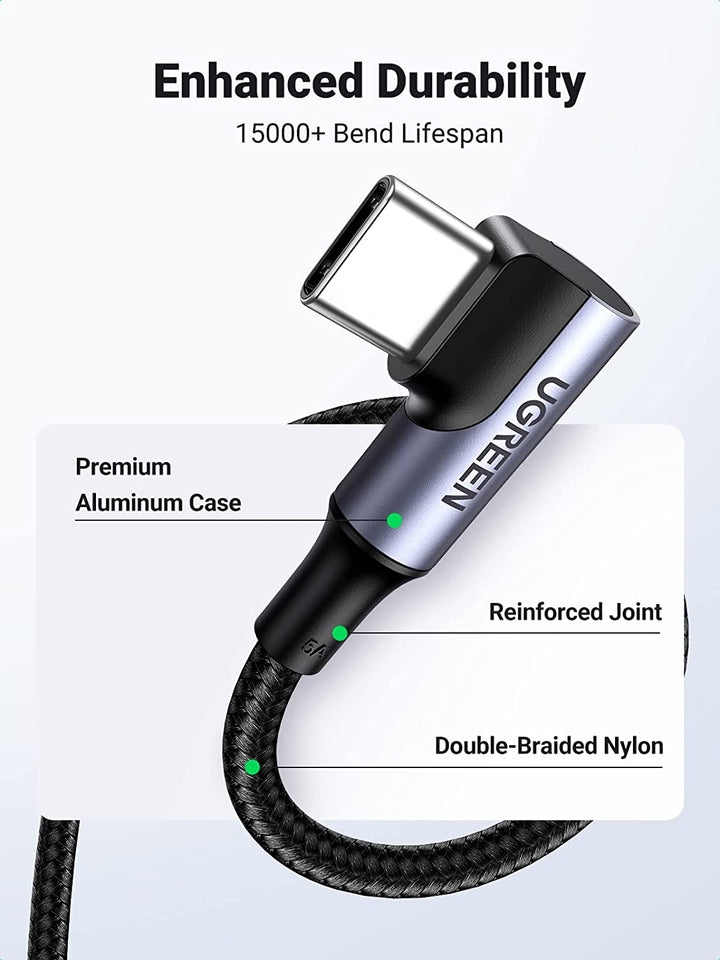 Enhanced Durability
15000+ Bend Lifespan
UGREEN
Premium
Aluminum Case
Reinforced Joint
5A
Double-Braided Nylon